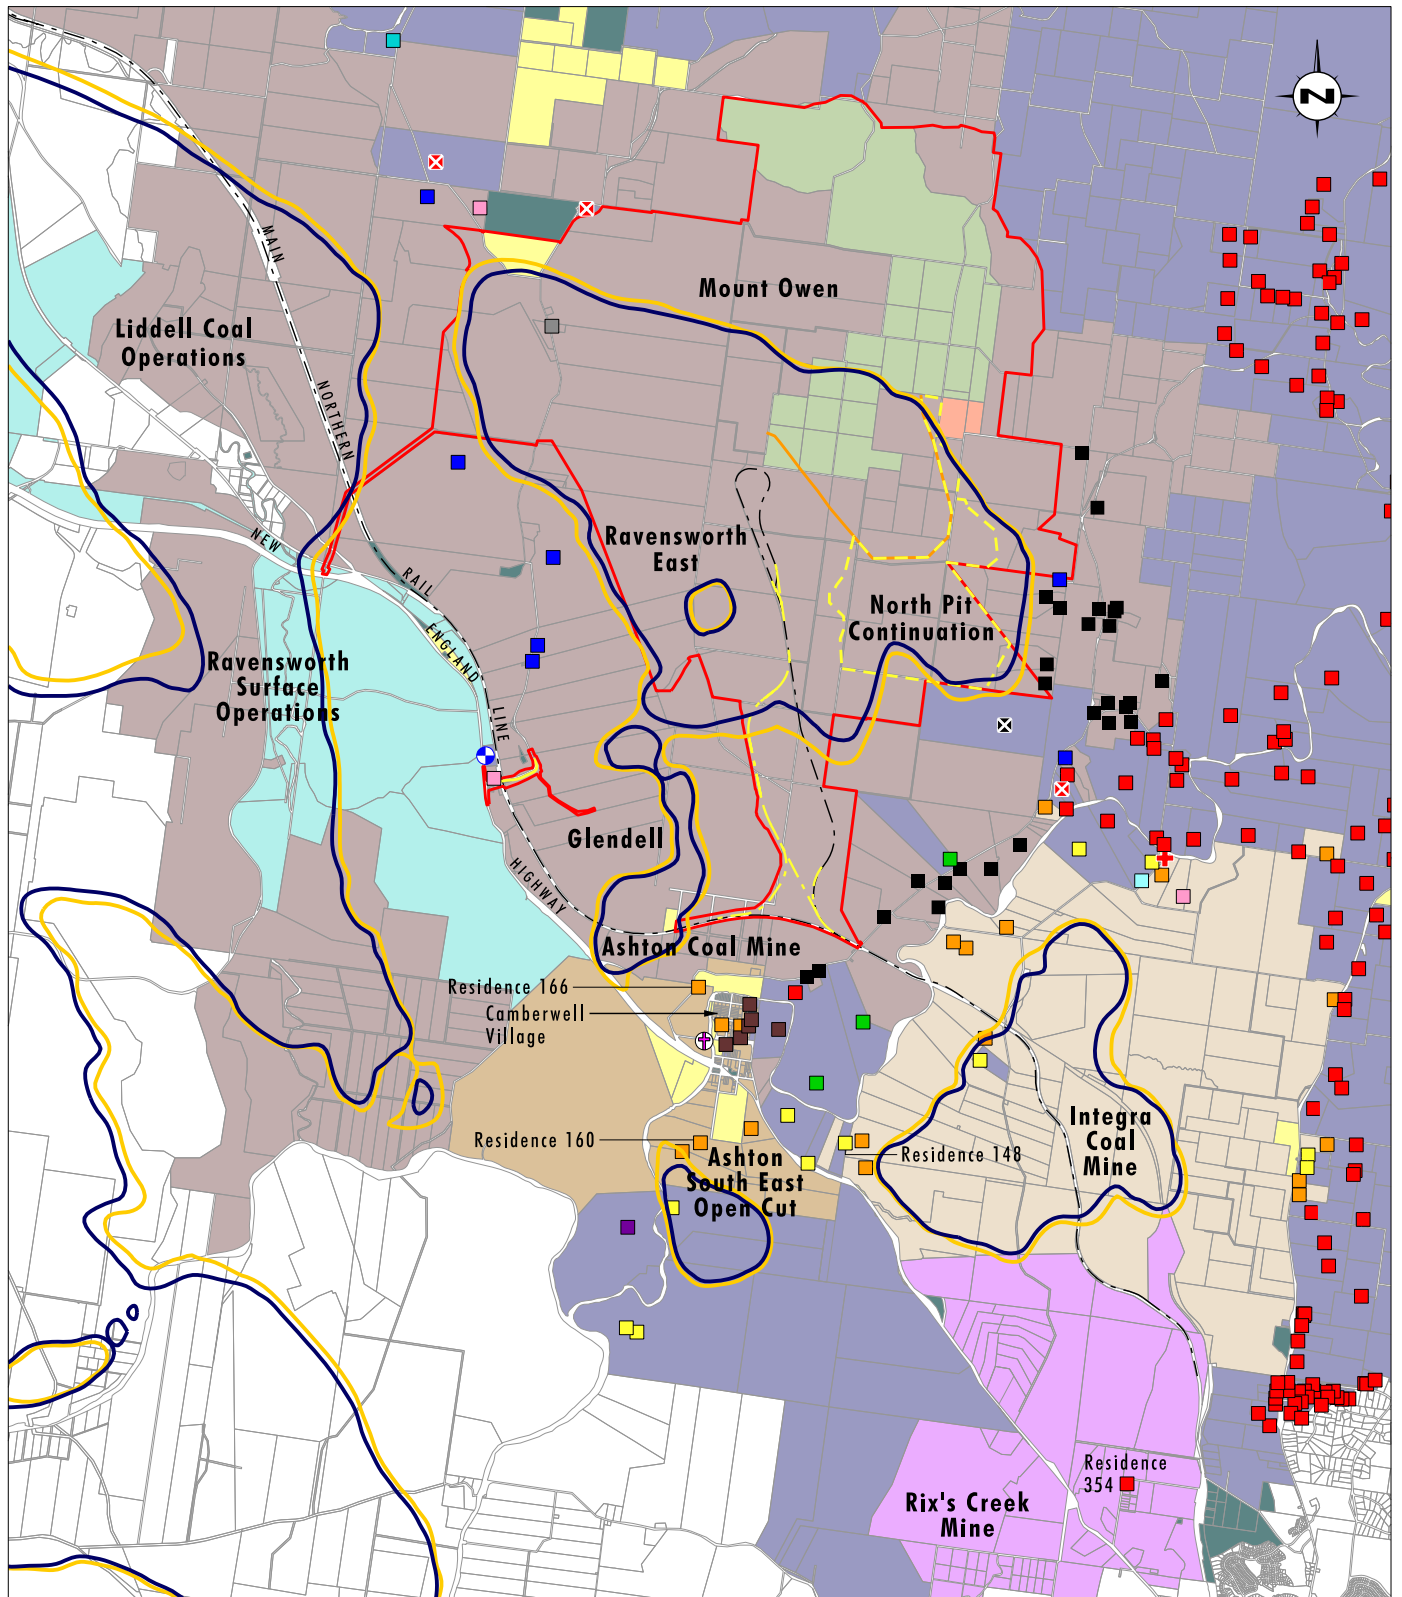 N
MAIN
Mount Owen
Liddell Coal
Operations
NORTHERN
NEW
RAIL
Ravensworth
East
North Pit
Continuation
ENGLAND
Ravensworth
Surface
Operations
LINE
Glendell
HIGHWAY
Ashton Coal Mine
Residence 166
Camberwell
Village
Residence 160
Ashton
South East
Open Cut
Residence 148
Integra
Coal
Mine
Residence
354
Rix's Creek
Mine